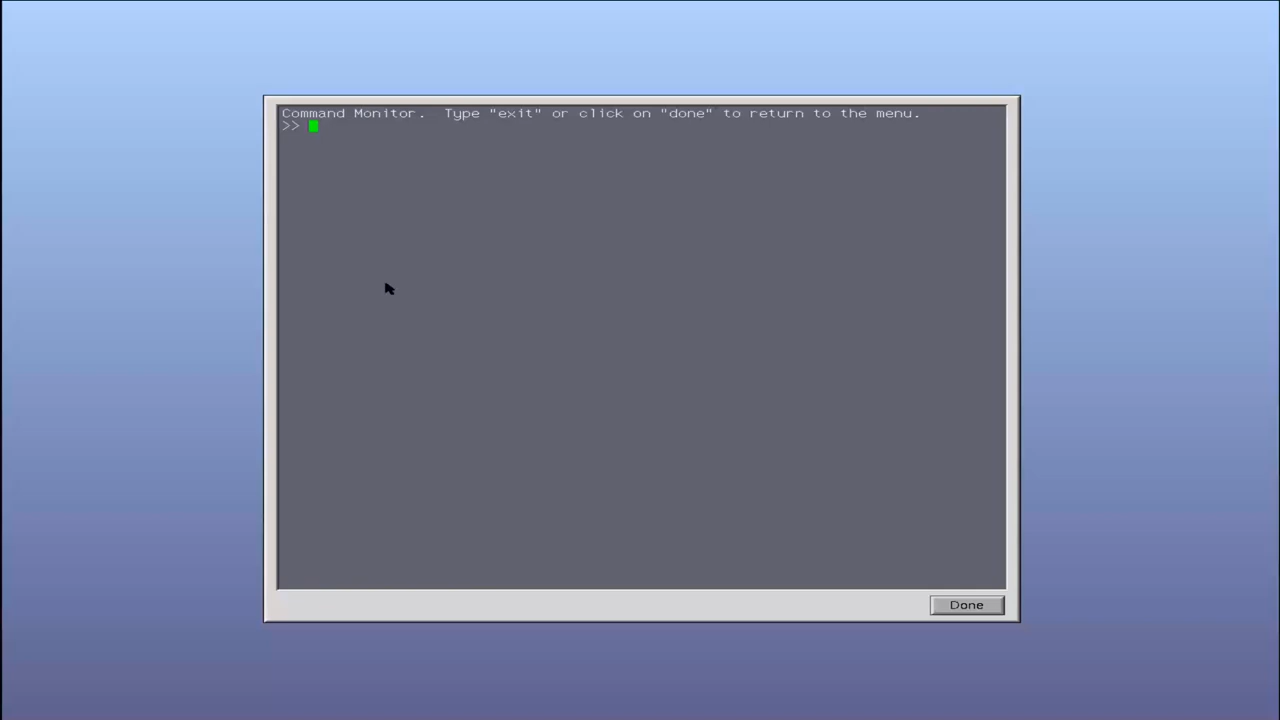 Command Monitor.  Type "exit" or click on "done" to return to the menu.
>>
Done